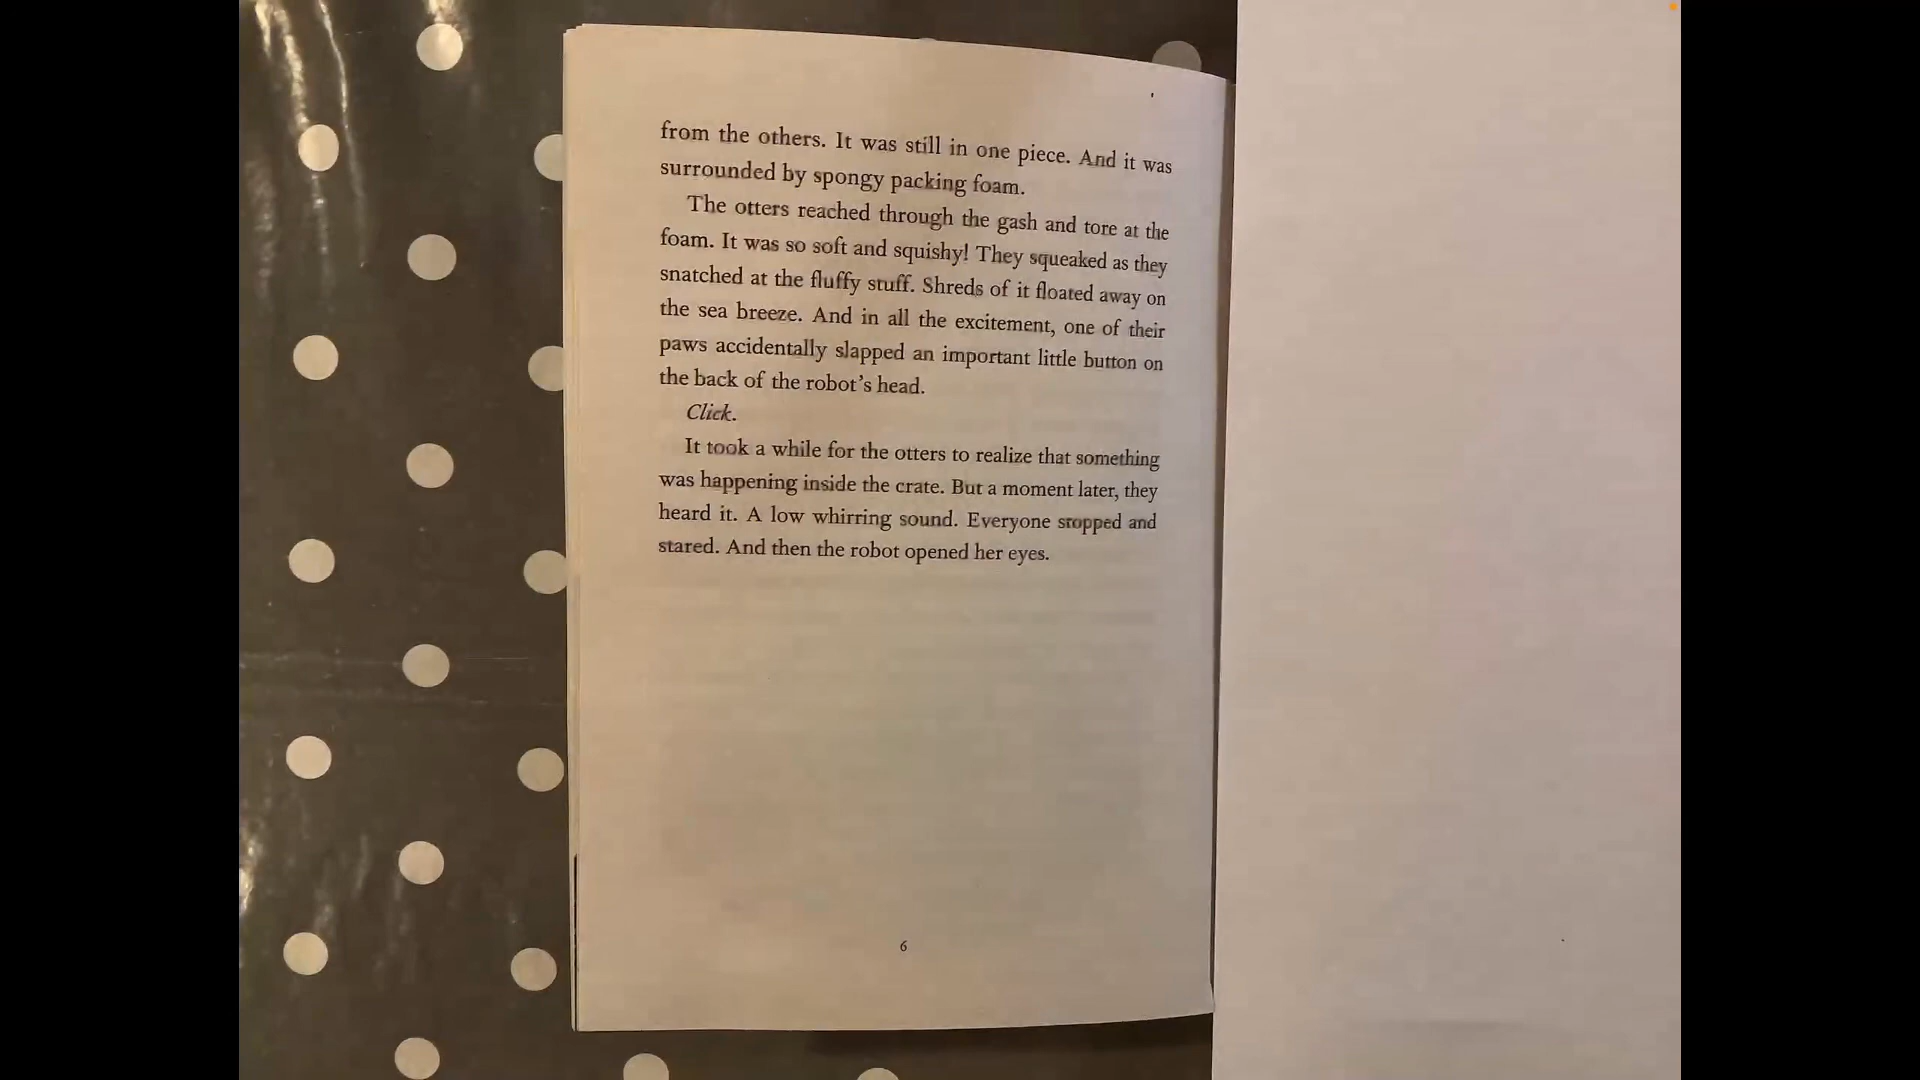 from the others. It was still in one piece. And it was
surrounded by spongy packing foam.
The otters reached through the gash and tore at the
foam. It was so soft and squishy! They squeaked as they
snatched at the fluffy stuff. Shreds of it floated away on
the sea breeze. And in all the excitement, one of their
paws accidentally slapped an important little button on
the back of the robot's head.
Click.
It took a while for the otters to realize that something
was happening inside the crate. But a moment later, they
heard it. A low whirring sound. Everyone stopped and
stared. And then the robot opened her eyes.
6